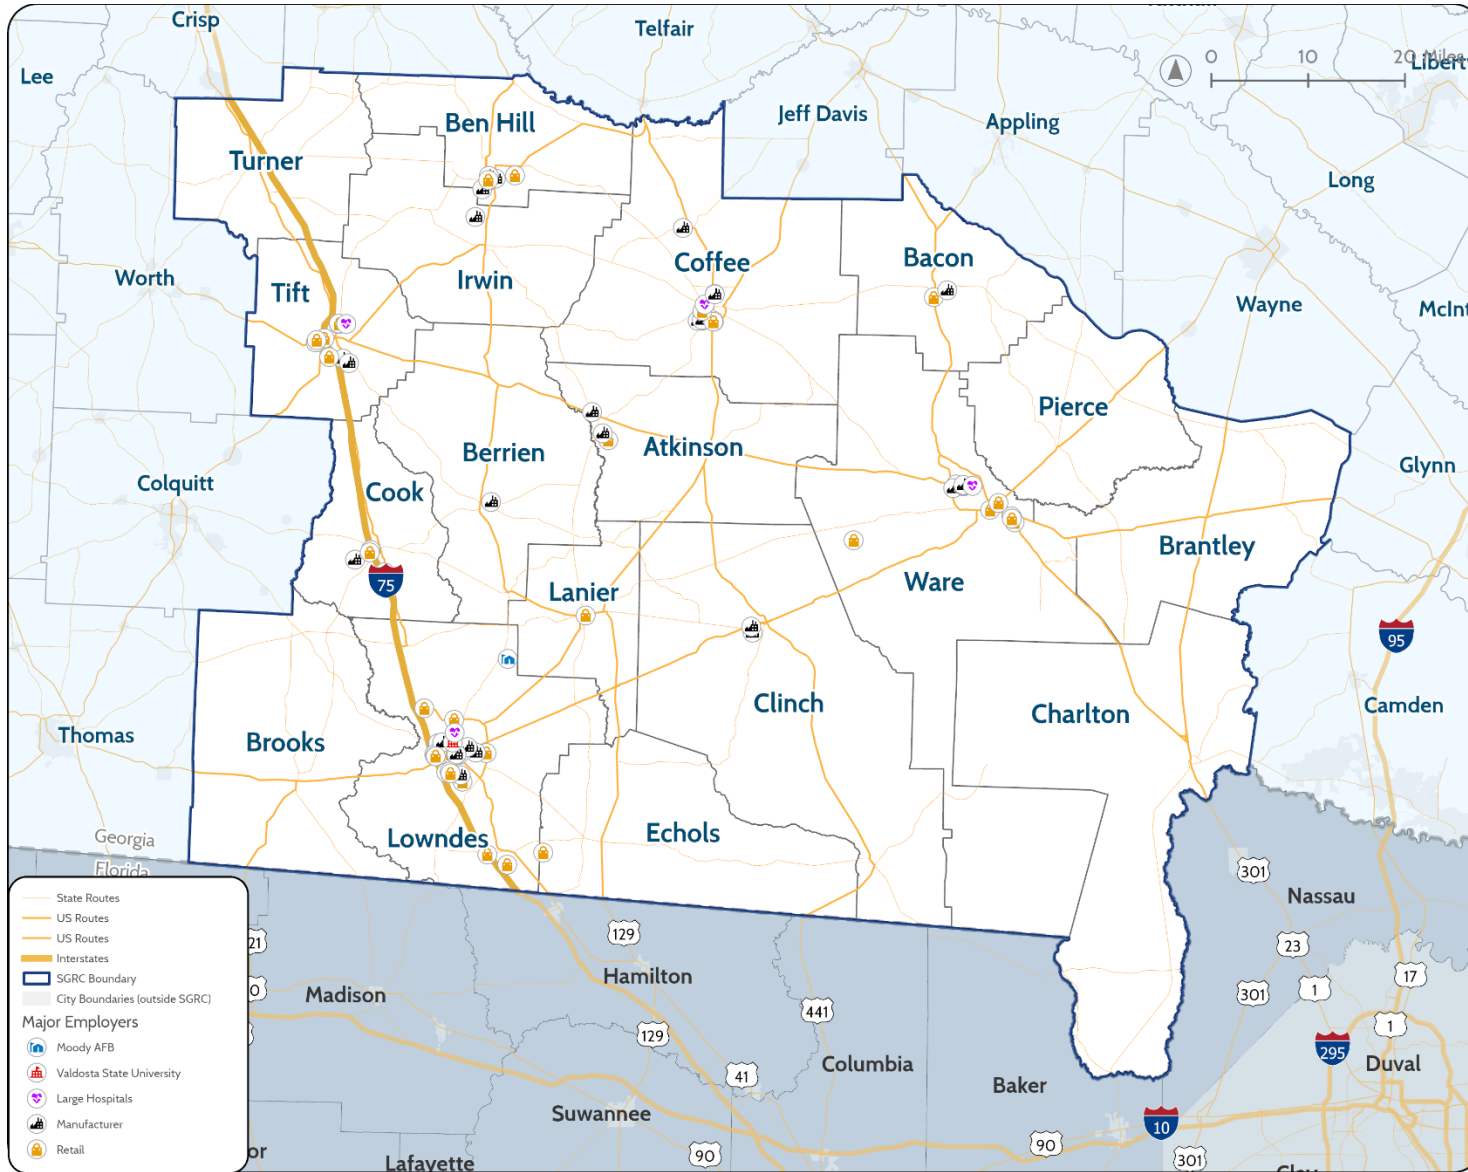 Crisp
Telfair
Lee
0
10
20 Miles
Liberty
Jeff Davis
Appling
Ben Hill
Turner
Long
Coffee
Bacon
Worth
Tift
Irwin
Wayne
McInt
Pierce
Atkinson
Berrien
Glynn
Colquitt
Cook
Brantley
75
Ware
Lanier
95
Clinch
Camden
Charlton
Thomas
Brooks
Lowndes
Echols
Georgia
Florida
301
Nassau
State Routes
US Routes
US Routes
Interstates
SGRC Boundary
City Boundaries (outside SGRC)
Major Employers
Moody AFB
Valdosta State University
Large Hospitals
Manufacturer
Retail
21
129
23
Hamilton
17
0
Madison
301
1
441
1
129
295
Columbia
Duval
41
Baker
Suwannee
10
90
or
90
301
Lafayette
Clay